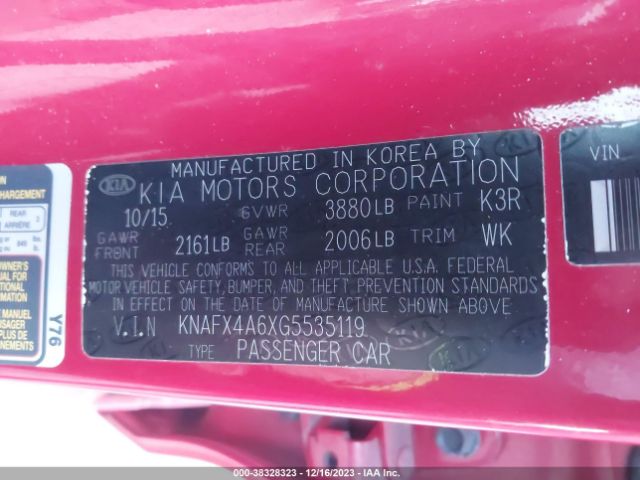 MANUFACTURED IN KOREA BY
KIA KIA MOTORS CORPORATION
10/15 GVWR 3880LB PAINT K3R
GAWR FRONT 2161LB GAWR REAR 2006LB TRIM WK
THIS VEHICLE CONFORMS TO ALL APPLICABLE U.S.A. FEDERAL
MOTOR VEHICLE SAFETY, BUMPER, AND THEFT PREVENTION STANDARDS
IN EFFECT ON THE DATE OF MANUFACTURE SHOWN ABOVE
V.I.N KNAFX4A6XG5535119
TYPE PASSENGER CAR
VIN
REAR
ARRIÈRE
Y76
000-38328323 - 12/16/2023 - IAA Inc.